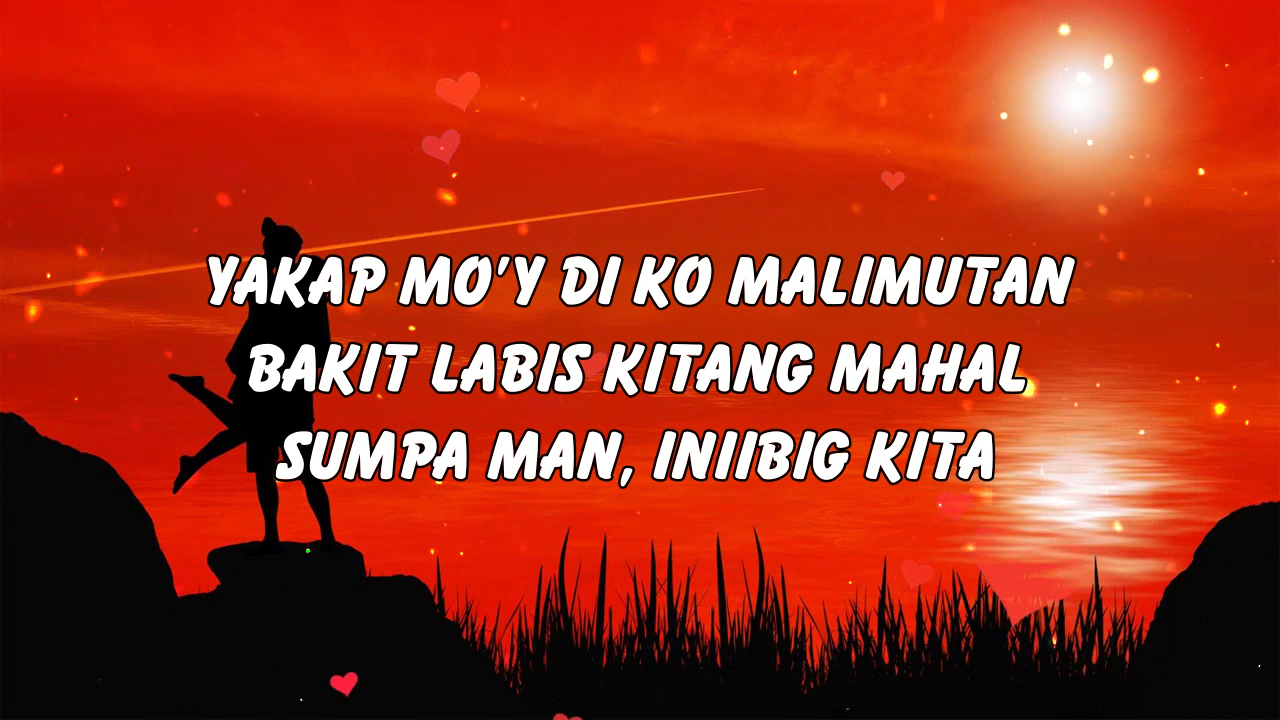 YAKAP MO'Y DI KO MALIMUTAN
BAKIT LABIS KITANG MAHAL
SUMPA MAN, INIIBIG KITA